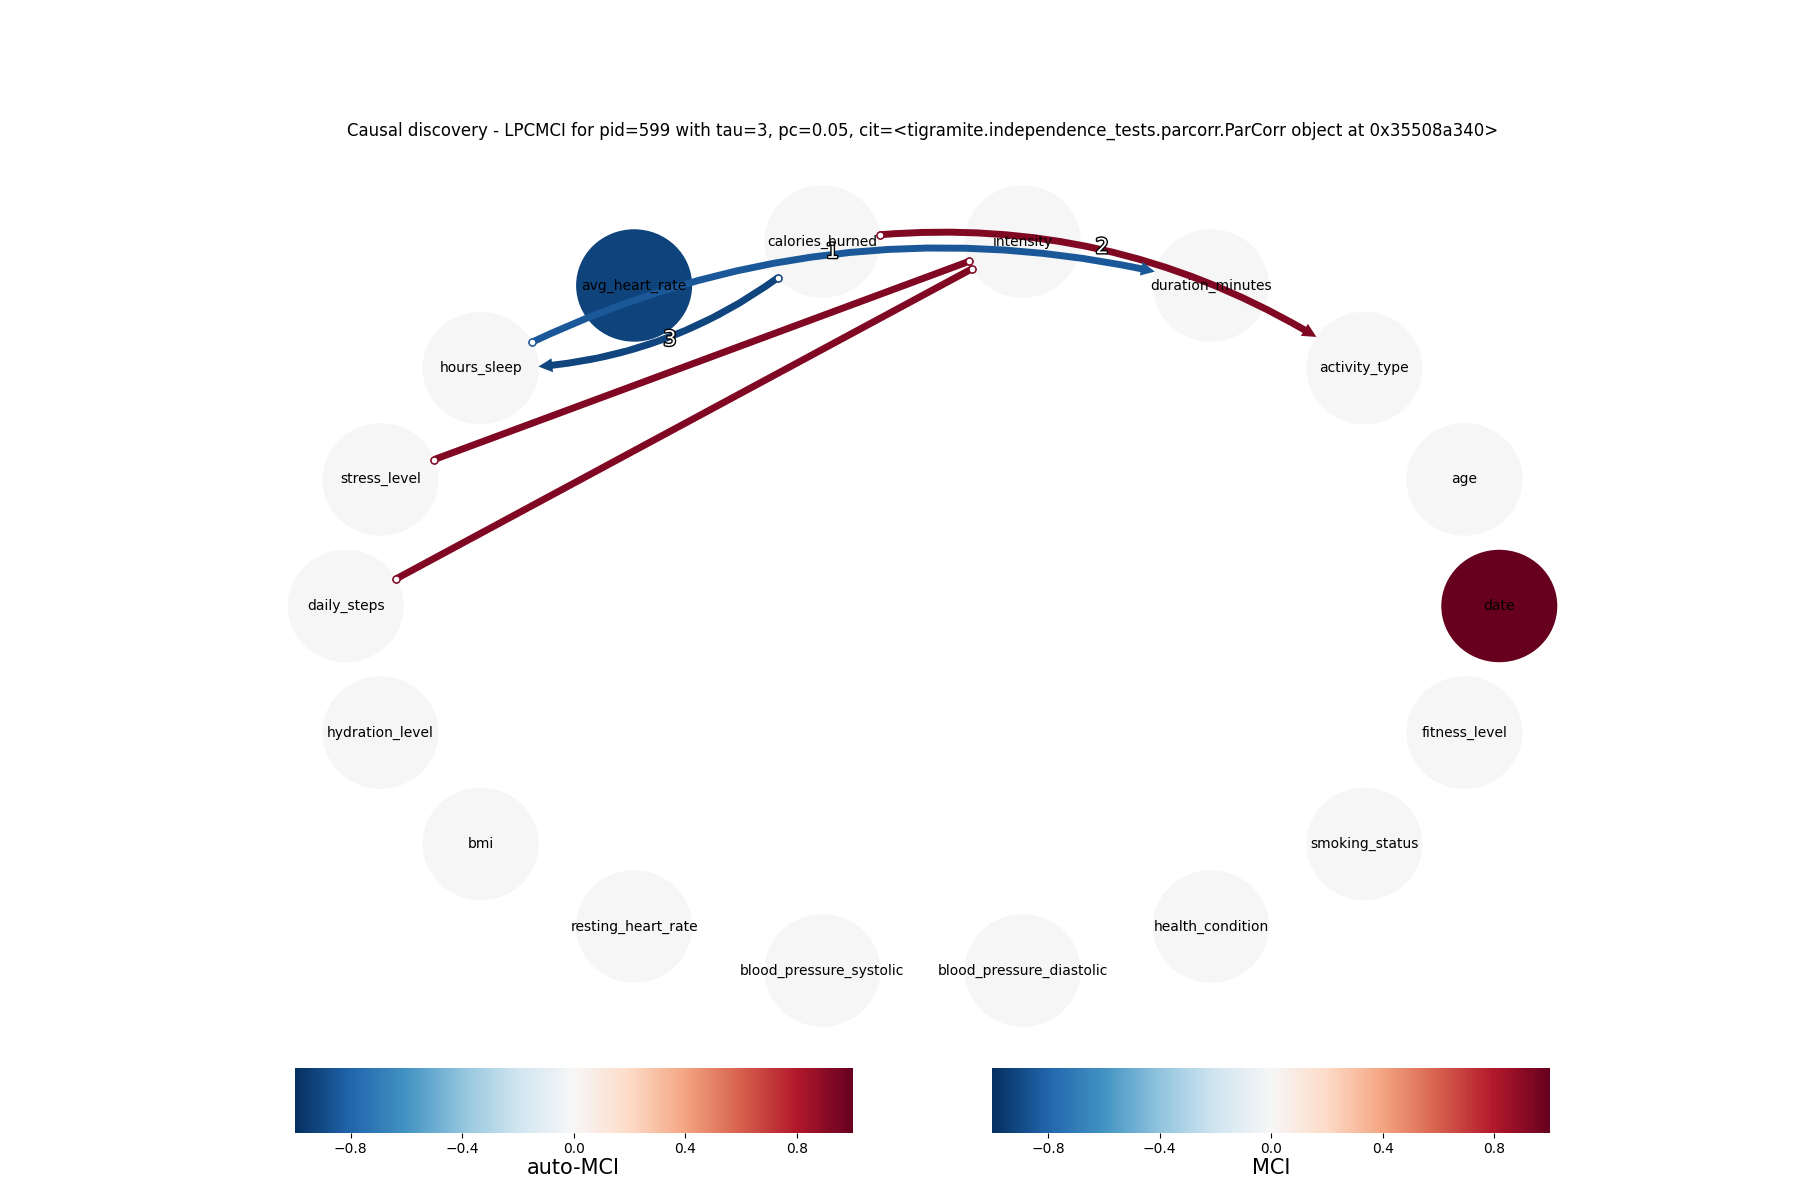 Causal discovery - LPCMCI for pid=599 with tau=3, pc=0.05, cit=<tigramite.independence_tests.parcorr.ParCorr object at 0x35508a340>
calories_burned
intensity
1
2
avg_heart_rate
duration_minutes
3
hours_sleep
activity_type
stress_level
age
daily_steps
date
hydration_level
fitness_level
bmi
smoking_status
resting_heart_rate
health_condition
blood_pressure_systolic
blood_pressure_diastolic
−0.8 −0.4 0.0 0.4 0.8
auto-MCI
−0.8 −0.4 0.0 0.4 0.8
MCI